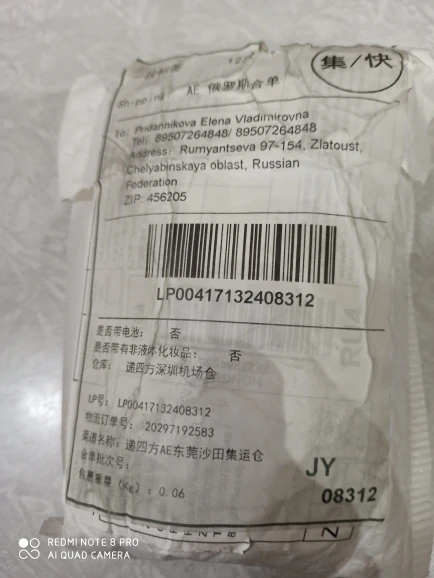 集/快
Shipping: AE 俄罗斯合单
to: Pridannikova Elena Vladimirovna
Tel: 89507264848/ 89507264848
Address: Rumyantseva 97-154, Zlatoust,
Chelyabinskaya oblast, Russian
Federation
ZIP: 456205
LP00417132408312
是否带电池: 否
是否带有非液体化妆品: 否
仓库: 递四方深圳机场仓
LP号: LP00417132408312
物流订单号: 20297192583
渠道名称: 递四方AE东莞沙田集运仓
合单批次号:
包裹重量 (Kg): 0.06
JY
08312
REDMI NOTE 8 PRO
AI QUAD CAMERA